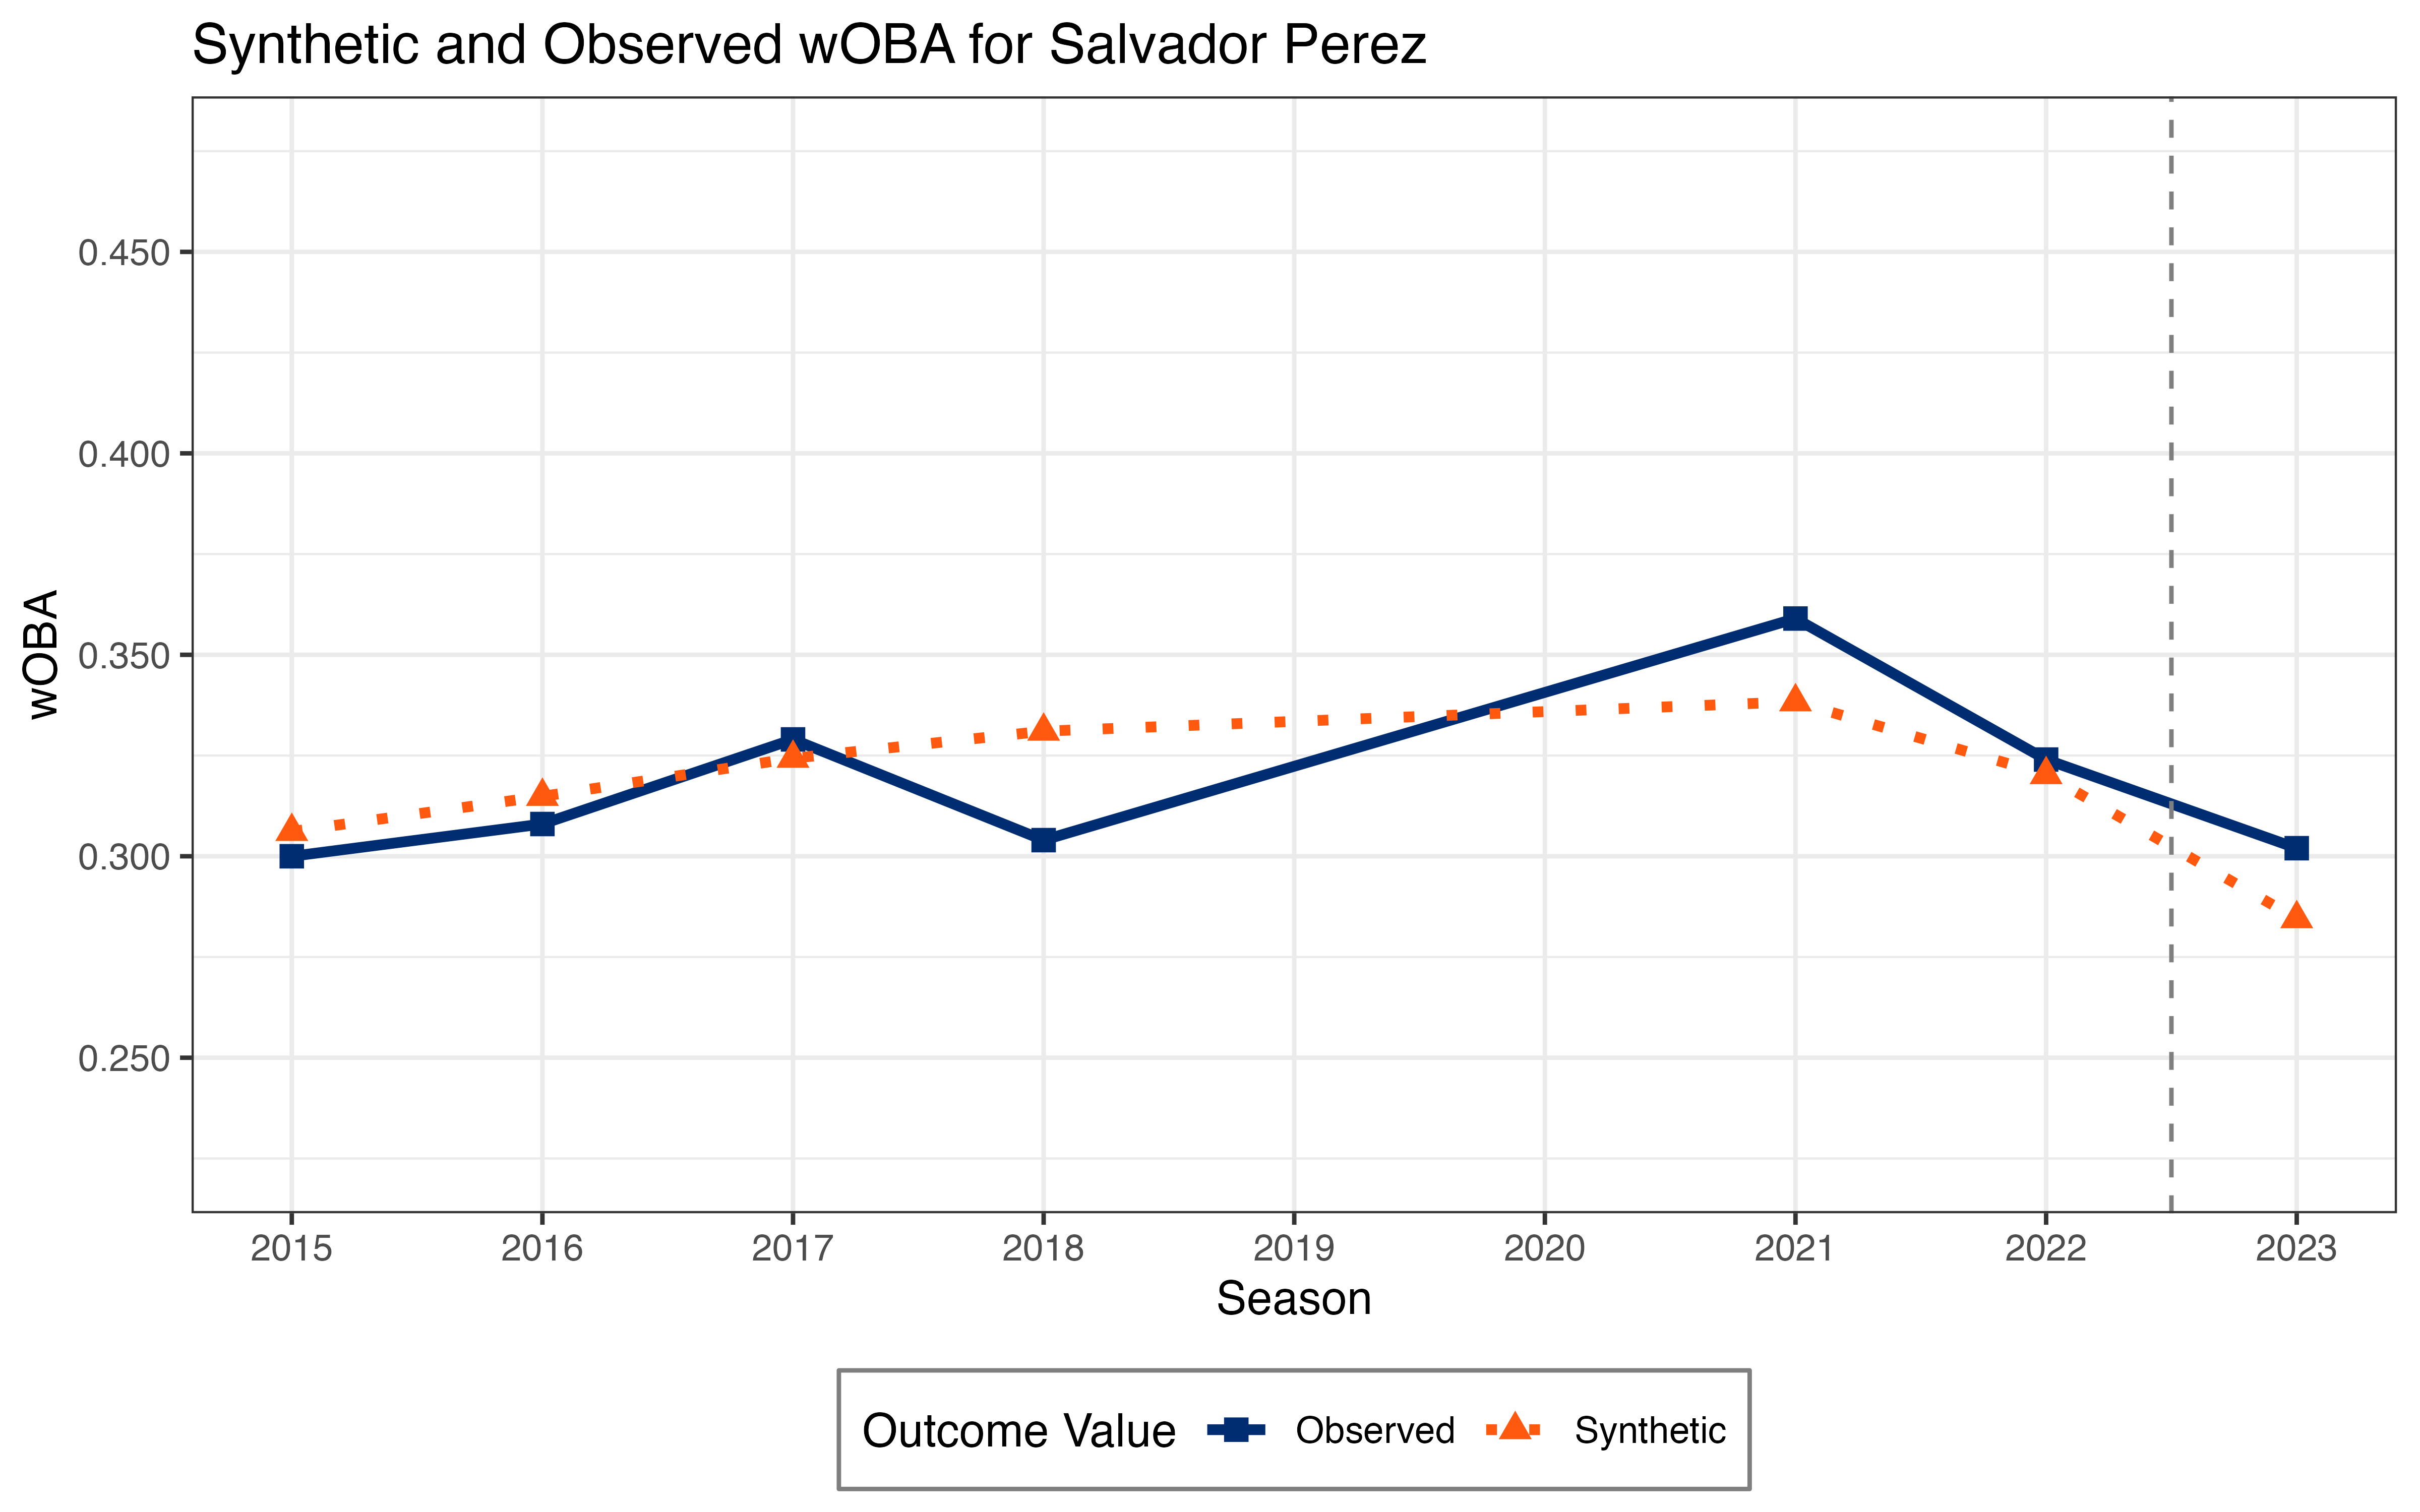 Synthetic and Observed wOBA for Salvador Perez
wOBA
0.450
0.400
0.350
0.300
0.250
2015 2016 2017 2018 2019 2020 2021 2022 2023
Season
Outcome Value Observed Synthetic